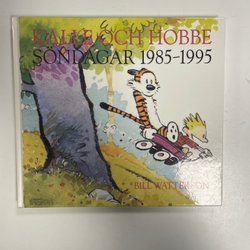 KALLE OCH HOBBE
SÖNDAGAR 1985–1995
BILL WATTERSON